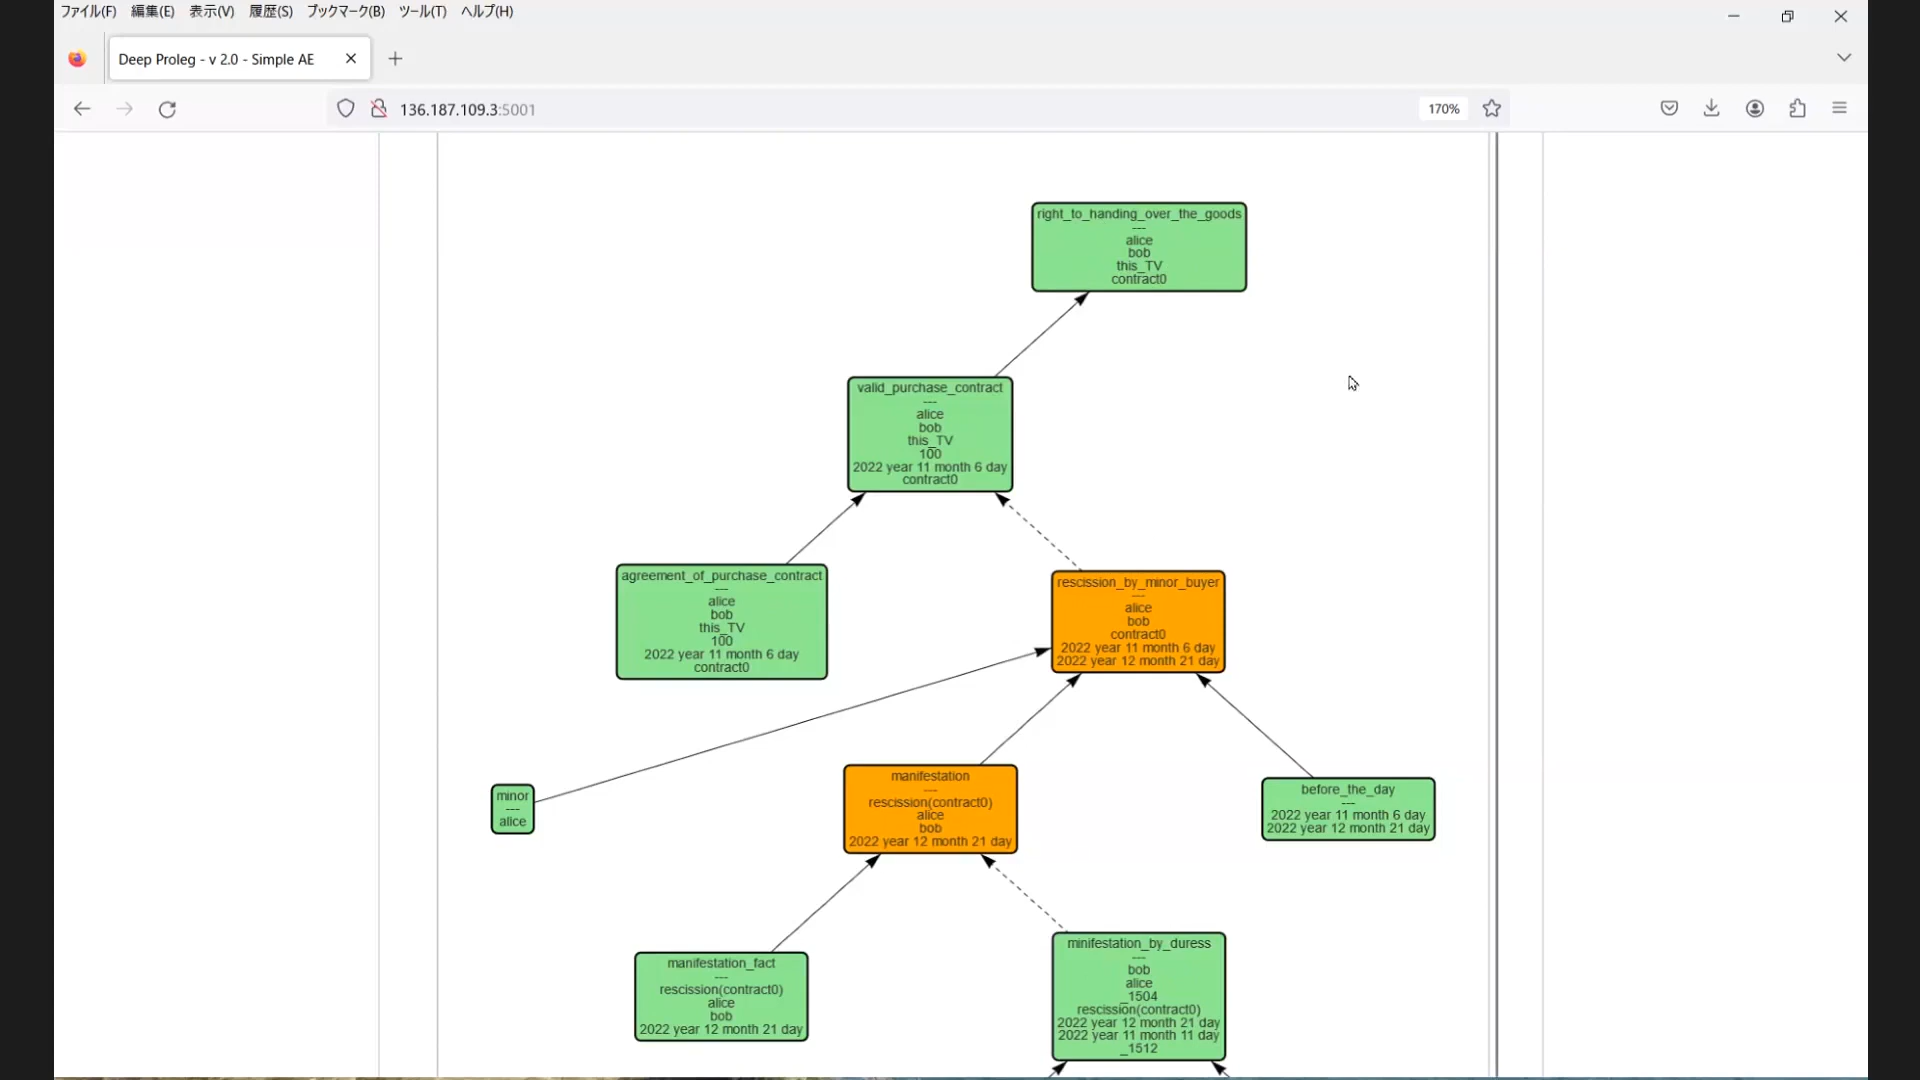 ファイル(F) 編集(E) 表示(V) 履歴(S) ブックマーク(B) ツール(T) ヘルプ(H)
Deep Proleg - v 2.0 - Simple AE
136.187.109.3:5001
170%
right_to_handing_over_the_goods
---
alice
bob
this_TV
contract0
valid_purchase_contract
---
alice
bob
this_TV
100
2022 year 11 month 6 day
contract0
agreement_of_purchase_contract
---
alice
bob
this_TV
100
2022 year 11 month 6 day
contract0
rescission_by_minor_buyer
---
alice
bob
contract0
2022 year 11 month 6 day
2022 year 12 month 21 day
minor
---
alice
manifestation
---
rescission(contract0)
alice
bob
2022 year 12 month 21 day
before_the_day
---
2022 year 11 month 6 day
2022 year 12 month 21 day
manifestation_fact
---
rescission(contract0)
alice
bob
2022 year 12 month 21 day
minifestation_by_duress
---
bob
alice
_1504
rescission(contract0)
2022 year 12 month 21 day
2022 year 11 month 11 day
_1512